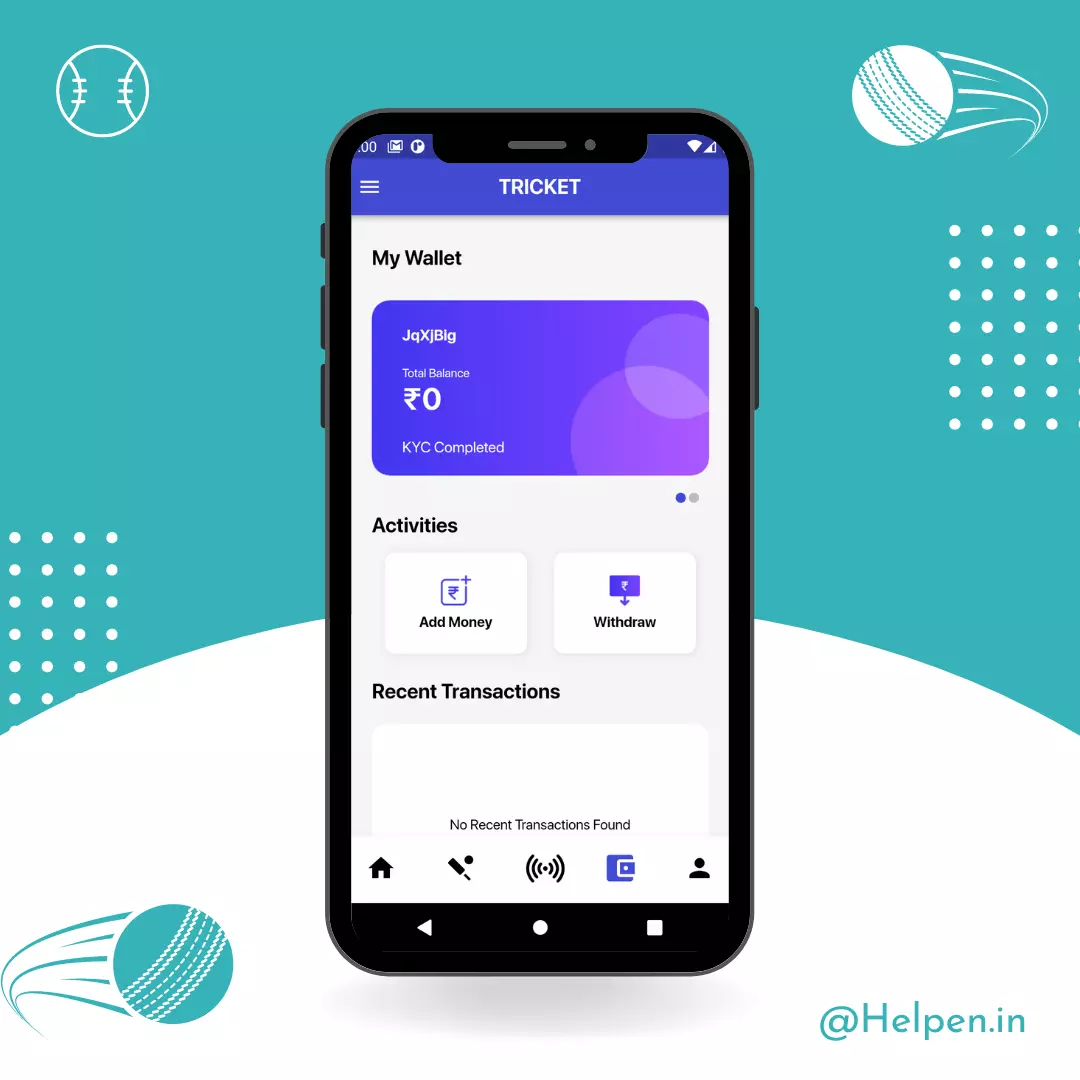 :00
TRICKET
My Wallet
JqXjBig
Total Balance
₹0
KYC Completed
Activities
Add Money
Withdraw
Recent Transactions
No Recent Transactions Found
@Helpen.in